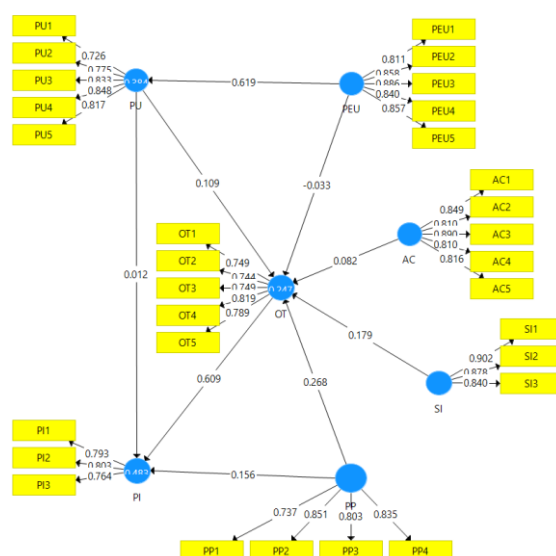 PU1
PU2
PU3
PU4
PU5
0.726
0.775
0.833
0.848
0.817
0.384
PU
0.619
PEU
PEU1
PEU2
PEU3
PEU4
PEU5
0.811
0.858
0.886
0.840
0.857
0.109
-0.033
AC1
AC2
AC3
AC4
AC5
0.849
0.810
0.890
0.810
0.816
AC
0.082
0.012
OT1
OT2
OT3
OT4
OT5
0.749
0.744
0.749
0.819
0.789
0.247
OT
0.179
SI1
SI2
SI3
0.902
0.878
0.840
SI
0.609
0.268
PI1
PI2
PI3
0.793
0.803
0.764
0.483
PI
0.156
PP
0.737
0.851
0.803
0.835
PP1
PP2
PP3
PP4